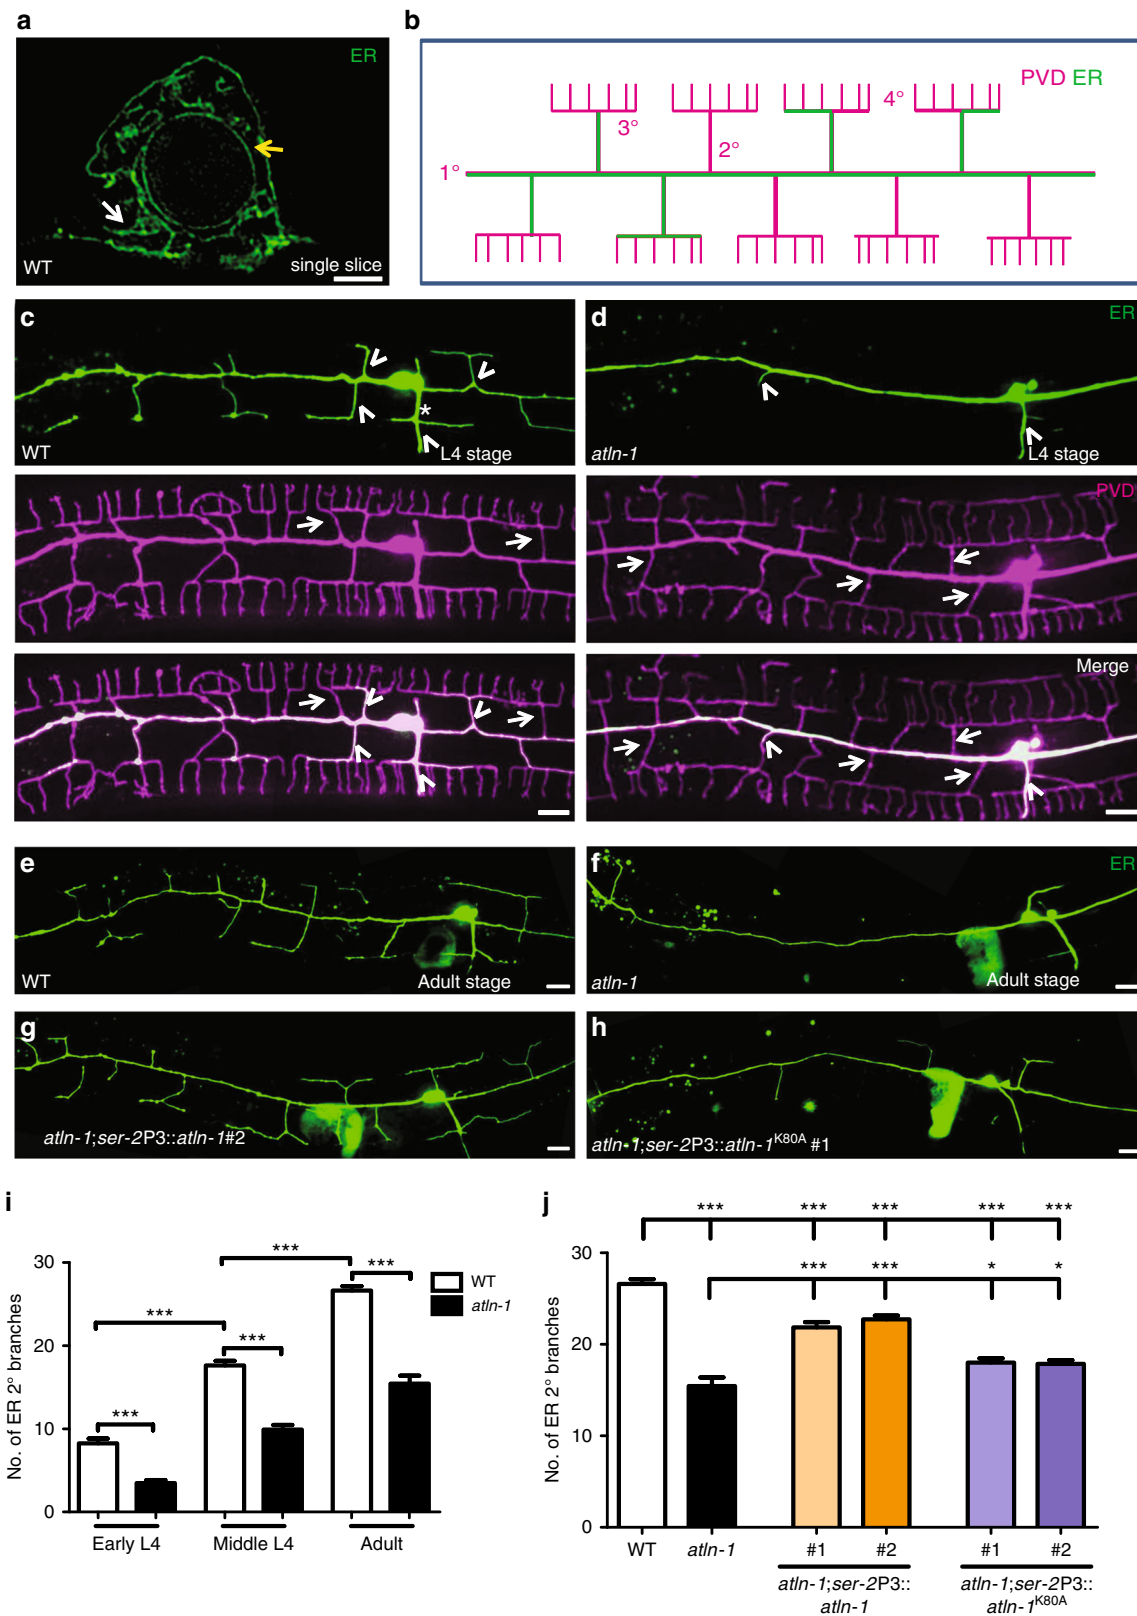 a
ER
WT
single slice
b
PVD ER
3°
4°
2°
1°
c
WT
*
L4 stage
d
ER
atln-1
L4 stage
PVD
Merge
e
WT
Adult stage
f
ER
atln-1
Adult stage
g
atln-1;ser-2P3::atln-1#2
h
atln-1;ser-2P3::atln-1K80A #1
i
No. of ER 2° branches
30
20
10
0
***
***
***
***
***
WT
atln-1
Early L4
Middle L4
Adult
j
No. of ER 2° branches
30
20
10
0
*** *** *** *** ***
*** *** * *
WT
atln-1
#1 #2
#1 #2
atln-1;ser-2P3::
atln-1
atln-1;ser-2P3::
atln-1K80A